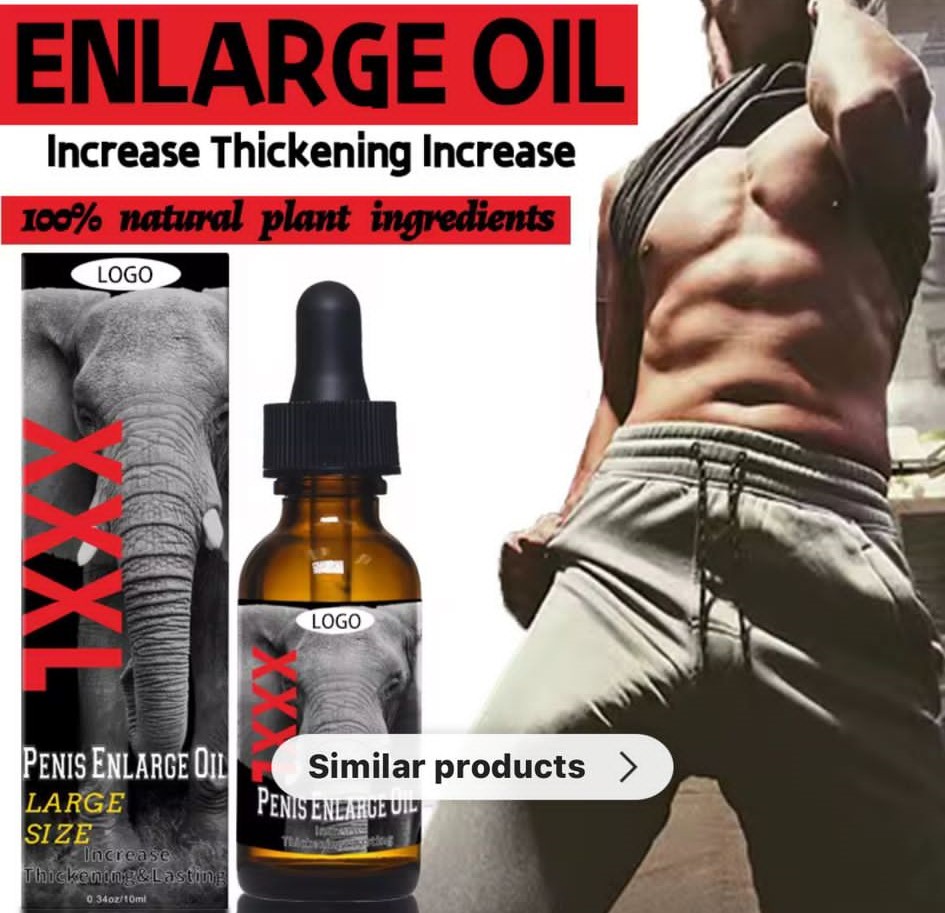 ENLARGE OIL
Increase Thickening Increase
100% natural plant ingredients
LOGO
XXXL
PENIS ENLARGE OIL
LARGE
SIZE
Increase
Thickening&Lasting
0.34oz/10ml
LOGO
XXXL
PENIS ENLARGE OIL
Similar products